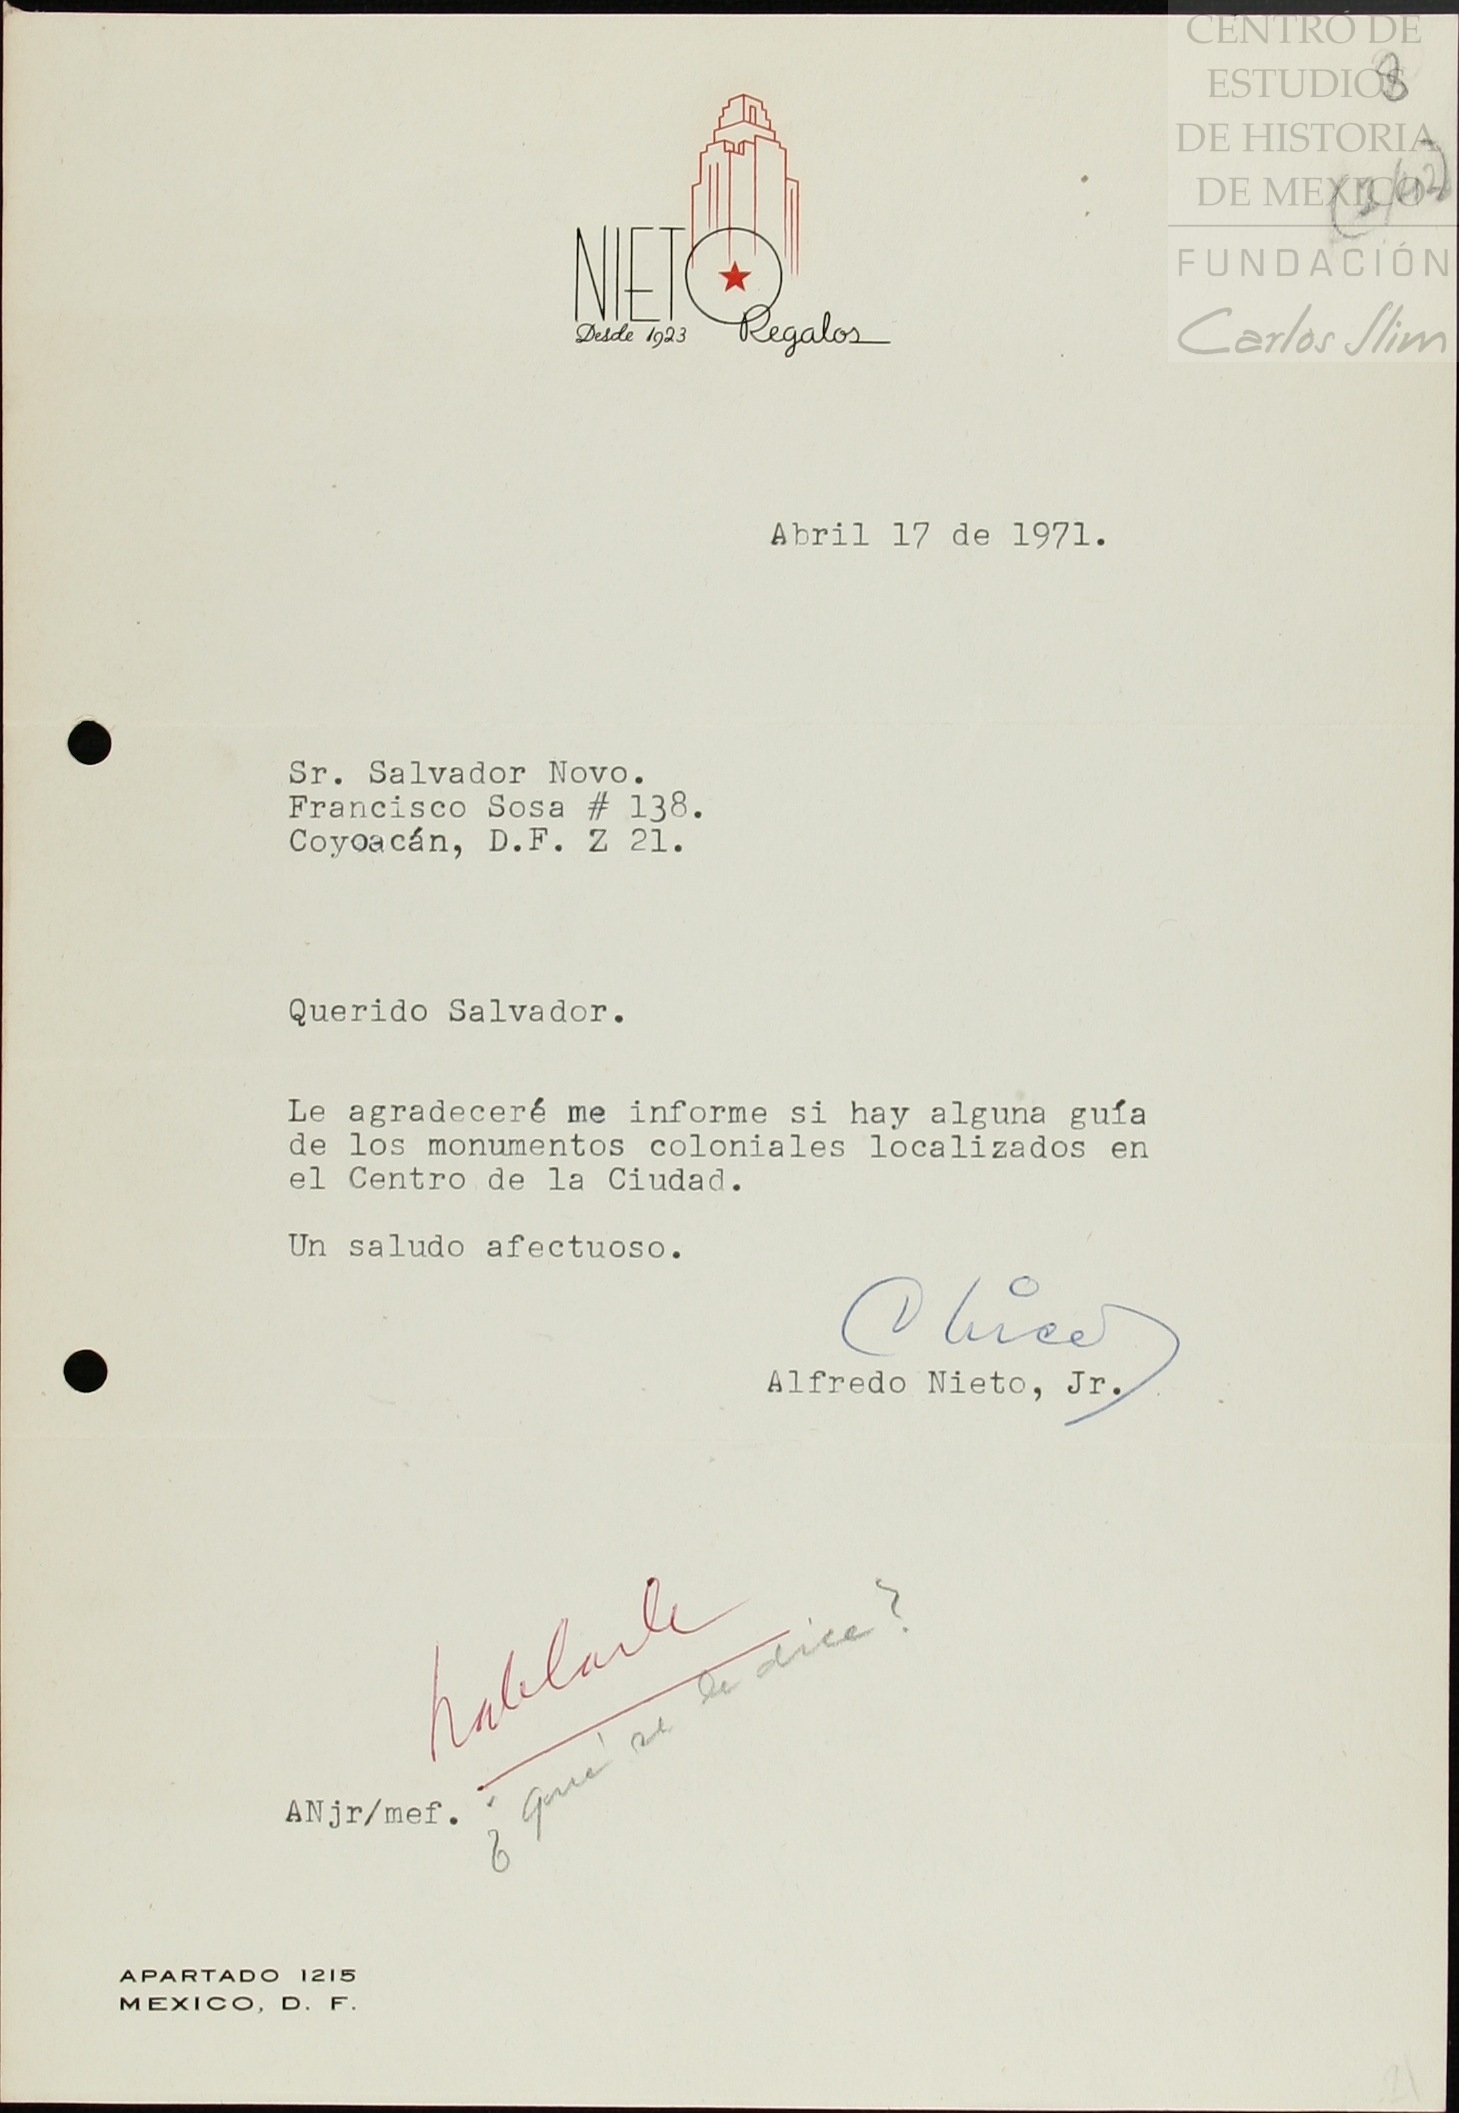 CENTRO DE
ESTUDIOS
DE HISTORIA
DE MEXICO
FUNDACIÓN
Carlos Slim
8
NIETO
Desde 1923 Regalos
Abril 17 de 1971.
Sr. Salvador Novo.
Francisco Sosa # 138.
Coyoacán, D.F. Z 21.
Querido Salvador.
Le agradeceré me informe si hay alguna guía
de los monumentos coloniales localizados en
el Centro de la Ciudad.
Un saludo afectuoso.
Alfredo Nieto, Jr.
hablarle
¿qué se le dice?
ANjr/mef.
APARTADO 1215
MEXICO, D. F.